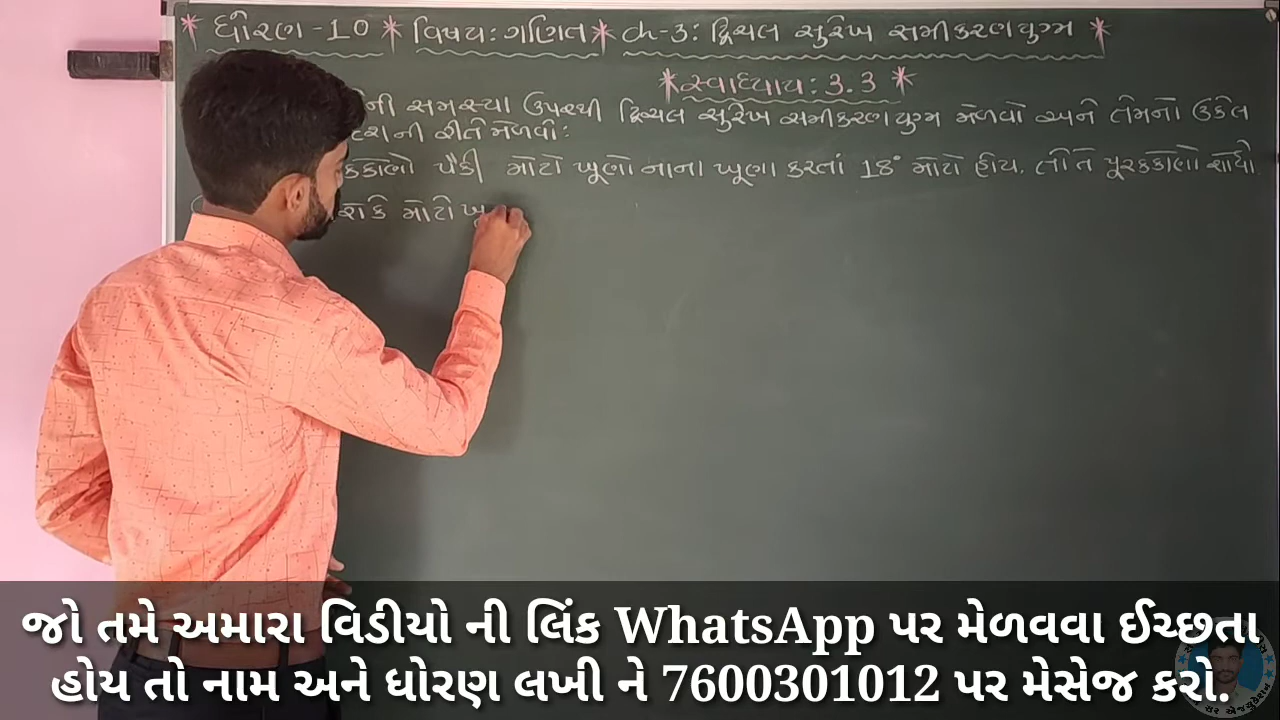 * ધોરણ -10 * વિષય: ગણિત * ch-3: દ્વિચલ સુરેખ સમીકરણયુગ્મ *
* સ્વાધ્યાય: 3.3 *
ની સમસ્યા ઉપરથી દ્વિચલ સુરેખ સમીકરણયુગ્મ મેળવો અને તેમનો ઉકેલ
ની રીતે મેળવો:
પૈકી મોટો ખૂણો નાના ખૂણા કરતાં 18° મોટો હોય, તો તે પૂરકકોણો શોધો.
કે મોટો ખૂ
જો તમે અમારા વિડીયો ની લિંક WhatsApp પર મેળવવા ઈચ્છતા
હોય તો નામ અને ધોરણ લખી ને 7600301012 પર મેસેજ કરો.